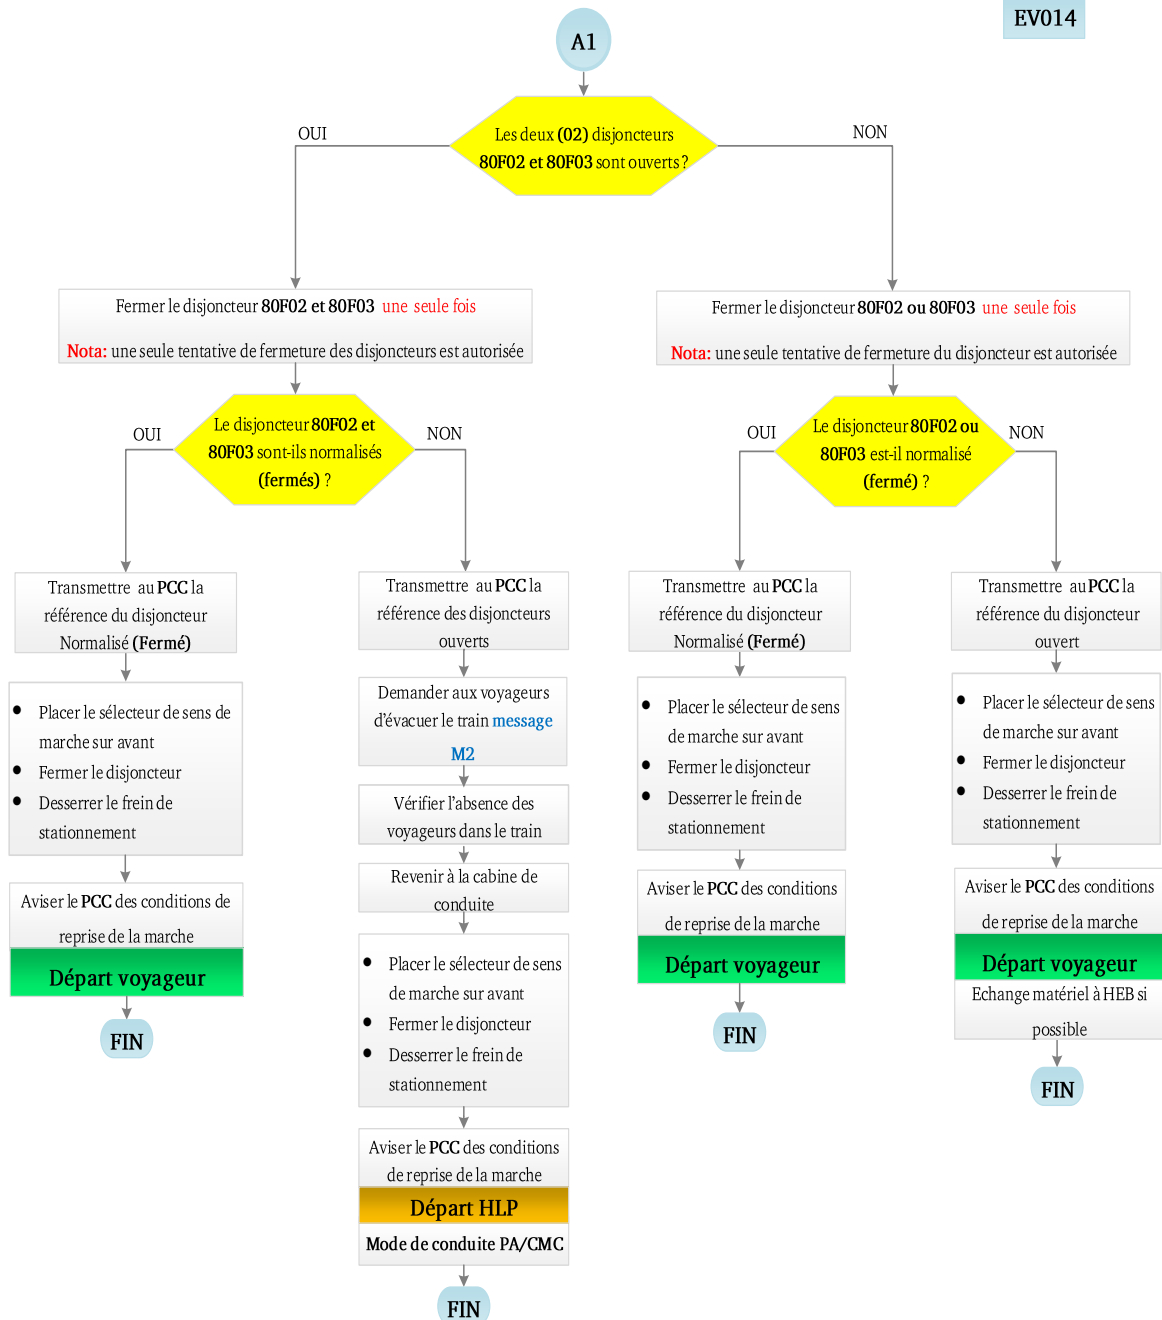 EV014
A1
Les deux (02) disjoncteurs
80F02 et 80F03 sont ouverts ?
OUI
NON
Fermer le disjoncteur 80F02 et 80F03 une seule fois
Nota: une seule tentative de fermeture des disjoncteurs est autorisée
Fermer le disjoncteur 80F02 ou 80F03 une seule fois
Nota: une seule tentative de fermeture du disjoncteur est autorisée
Le disjoncteur 80F02 et
80F03 sont-ils normalisés
(fermés) ?
OUI
NON
Le disjoncteur 80F02 ou
80F03 est-il normalisé
(fermé) ?
OUI
NON
Transmettre au PCC la
référence du disjoncteur
Normalisé (Fermé)
Placer le sélecteur de sens de
marche sur avant
Fermer le disjoncteur
Desserrer le frein de
stationnement
Aviser le PCC des conditions de
reprise de la marche
Départ voyageur
FIN
Transmettre au PCC la
référence des disjoncteurs
ouverts
Demander aux voyageurs
d'évacuer le train message
M2
Vérifier l'absence des
voyageurs dans le train
Revenir à la cabine de
conduite
Placer le sélecteur de sens
de marche sur avant
Fermer le disjoncteur
Desserrer le frein de
stationnement
Aviser le PCC des conditions
de reprise de la marche
Départ HLP
Mode de conduite PA/CMC
FIN
Transmettre au PCC la
référence du disjoncteur
Normalisé (Fermé)
Placer le sélecteur de sens
de marche sur avant
Fermer le disjoncteur
Desserrer le frein de
stationnement
Aviser le PCC des conditions
de reprise de la marche
Départ voyageur
FIN
Transmettre au PCC la
référence du disjoncteur
ouvert
Placer le sélecteur de sens
de marche sur avant
Fermer le disjoncteur
Desserrer le frein de
stationnement
Aviser le PCC des conditions
de reprise de la marche
Départ voyageur
Echange matériel à HEB si
possible
FIN